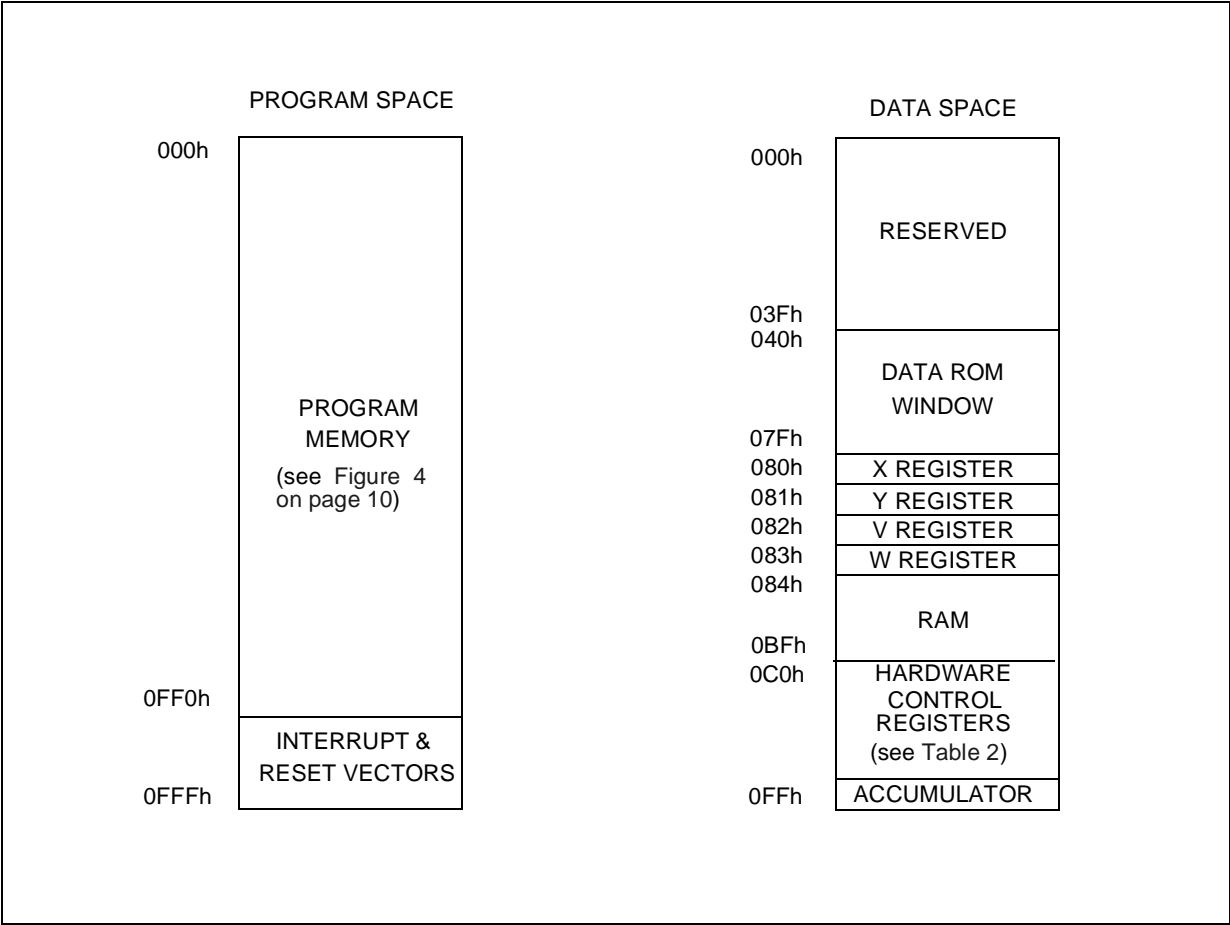 PROGRAM SPACE
000h
PROGRAM
MEMORY
(see Figure 4
on page 10)
0FF0h
INTERRUPT &
RESET VECTORS
0FFFh
DATA SPACE
000h
RESERVED
03Fh
040h
DATA ROM
WINDOW
07Fh
080h
X REGISTER
081h
Y REGISTER
082h
V REGISTER
083h
W REGISTER
084h
RAM
0BFh
0C0h
HARDWARE
CONTROL
REGISTERS
(see Table 2)
0FFh
ACCUMULATOR